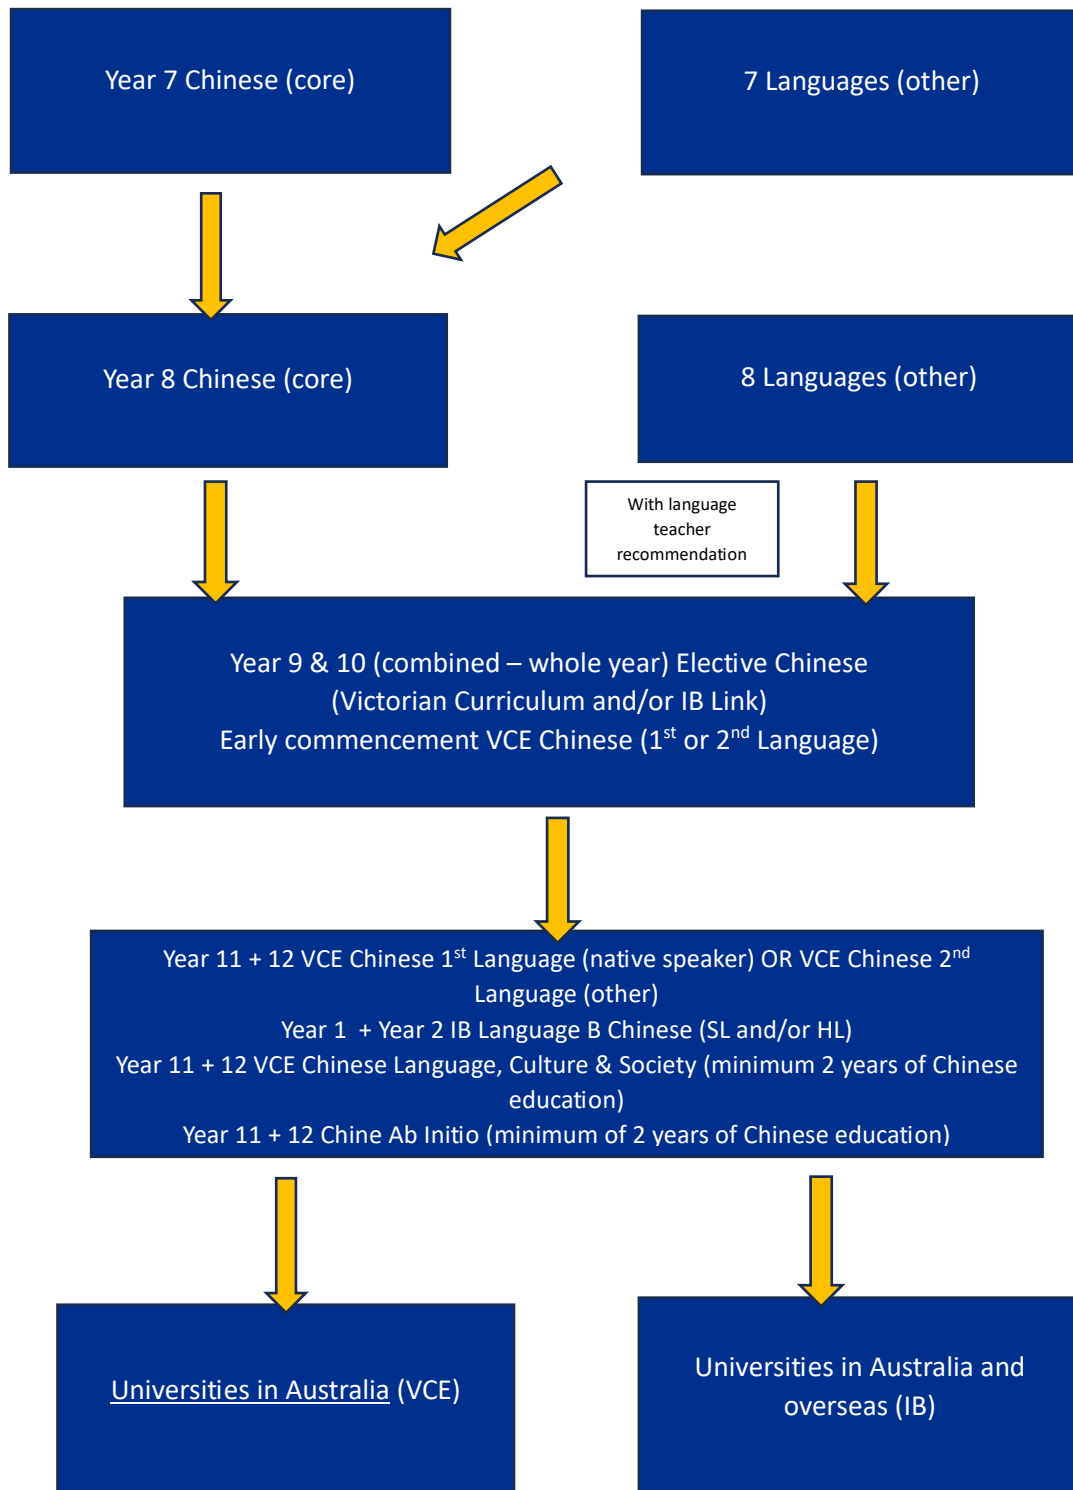 Year 7 Chinese (core)
7 Languages (other)
Year 8 Chinese (core)
8 Languages (other)
With language
teacher
recommendation
Year 9 & 10 (combined – whole year) Elective Chinese
(Victorian Curriculum and/or IB Link)
Early commencement VCE Chinese (1st or 2nd Language)
Year 11 + 12 VCE Chinese 1st Language (native speaker) OR VCE Chinese 2nd
Language (other)
Year 1 + Year 2 IB Language B Chinese (SL and/or HL)
Year 11 + 12 VCE Chinese Language, Culture & Society (minimum 2 years of Chinese
education)
Year 11 + 12 Chine Ab Initio (minimum of 2 years of Chinese education)
Universities in Australia (VCE)
Universities in Australia and
overseas (IB)